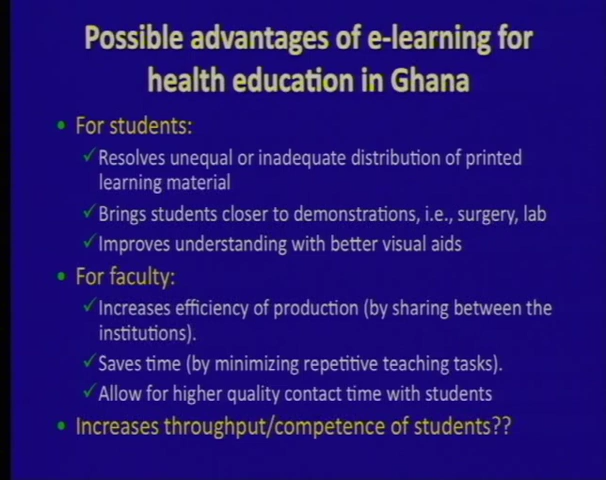 Possible advantages of e-learning for
health education in Ghana
• For students:
✓Resolves unequal or inadequate distribution of printed
learning material
✓Brings students closer to demonstrations, i.e., surgery, lab
✓Improves understanding with better visual aids
• For faculty:
✓Increases efficiency of production (by sharing between the
institutions).
✓Saves time (by minimizing repetitive teaching tasks).
✓Allow for higher quality contact time with students
• Increases throughput/competence of students??